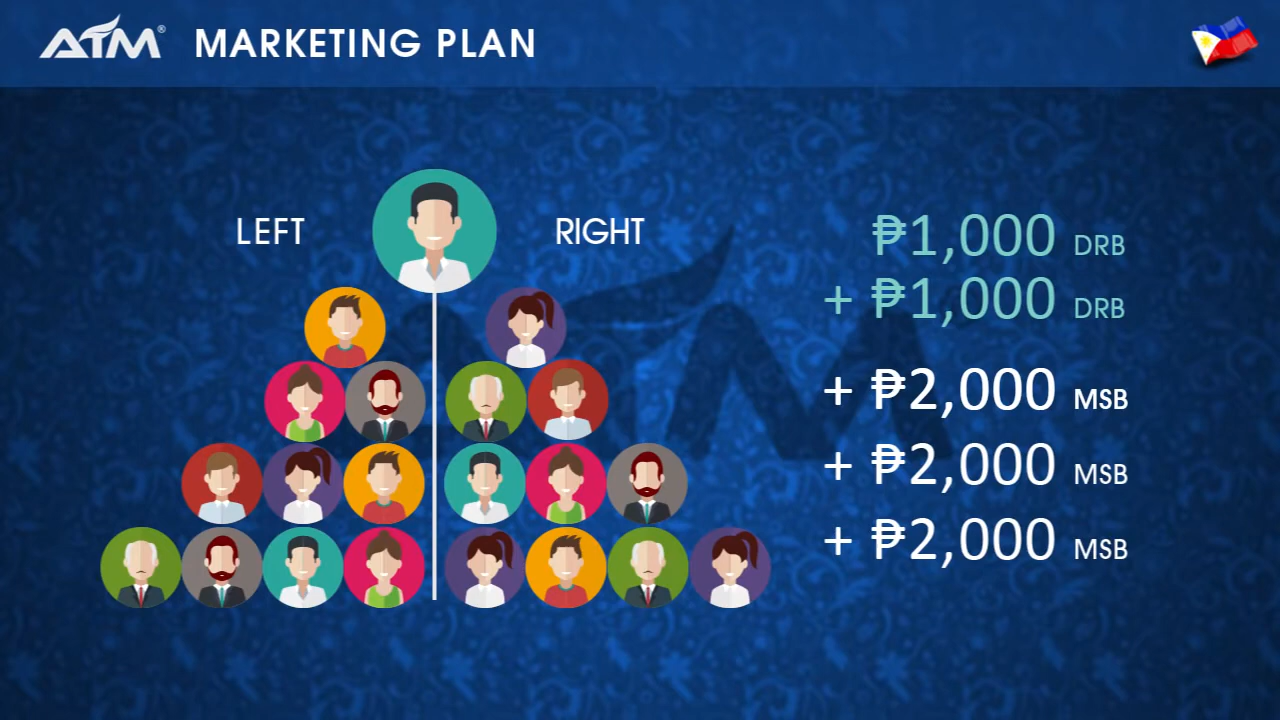 ATM® MARKETING PLAN
LEFT RIGHT
₱1,000 DRB
+ ₱1,000 DRB
+ ₱2,000 MSB
+ ₱2,000 MSB
+ ₱2,000 MSB
ATM